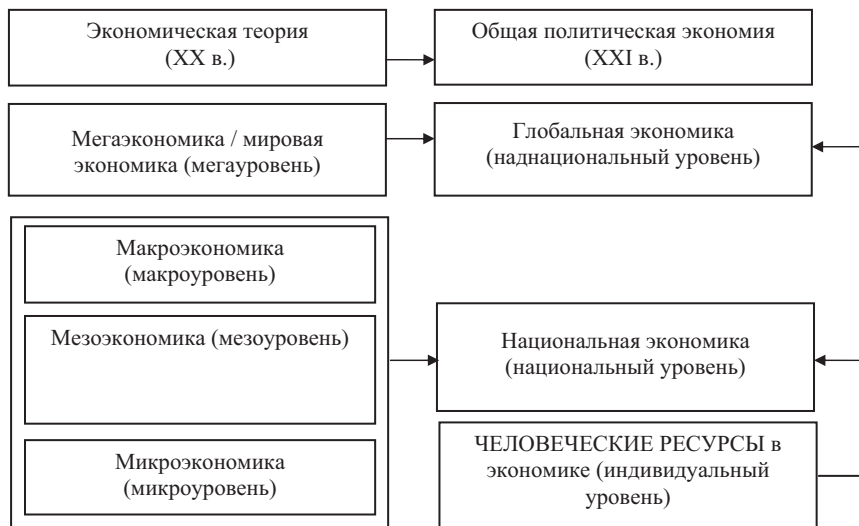 Экономическая теория
(XX в.)
Общая политическая экономия
(XXI в.)
Мегаэкономика / мировая
экономика (мегауровень)
Глобальная экономика
(наднациональный уровень)
Макроэкономика
(макроуровень)
Мезоэкономика (мезоуровень)
Национальная экономика
(национальный уровень)
Микроэкономика
(микроуровень)
ЧЕЛОВЕЧЕСКИЕ РЕСУРСЫ в
экономике (индивидуальный
уровень)